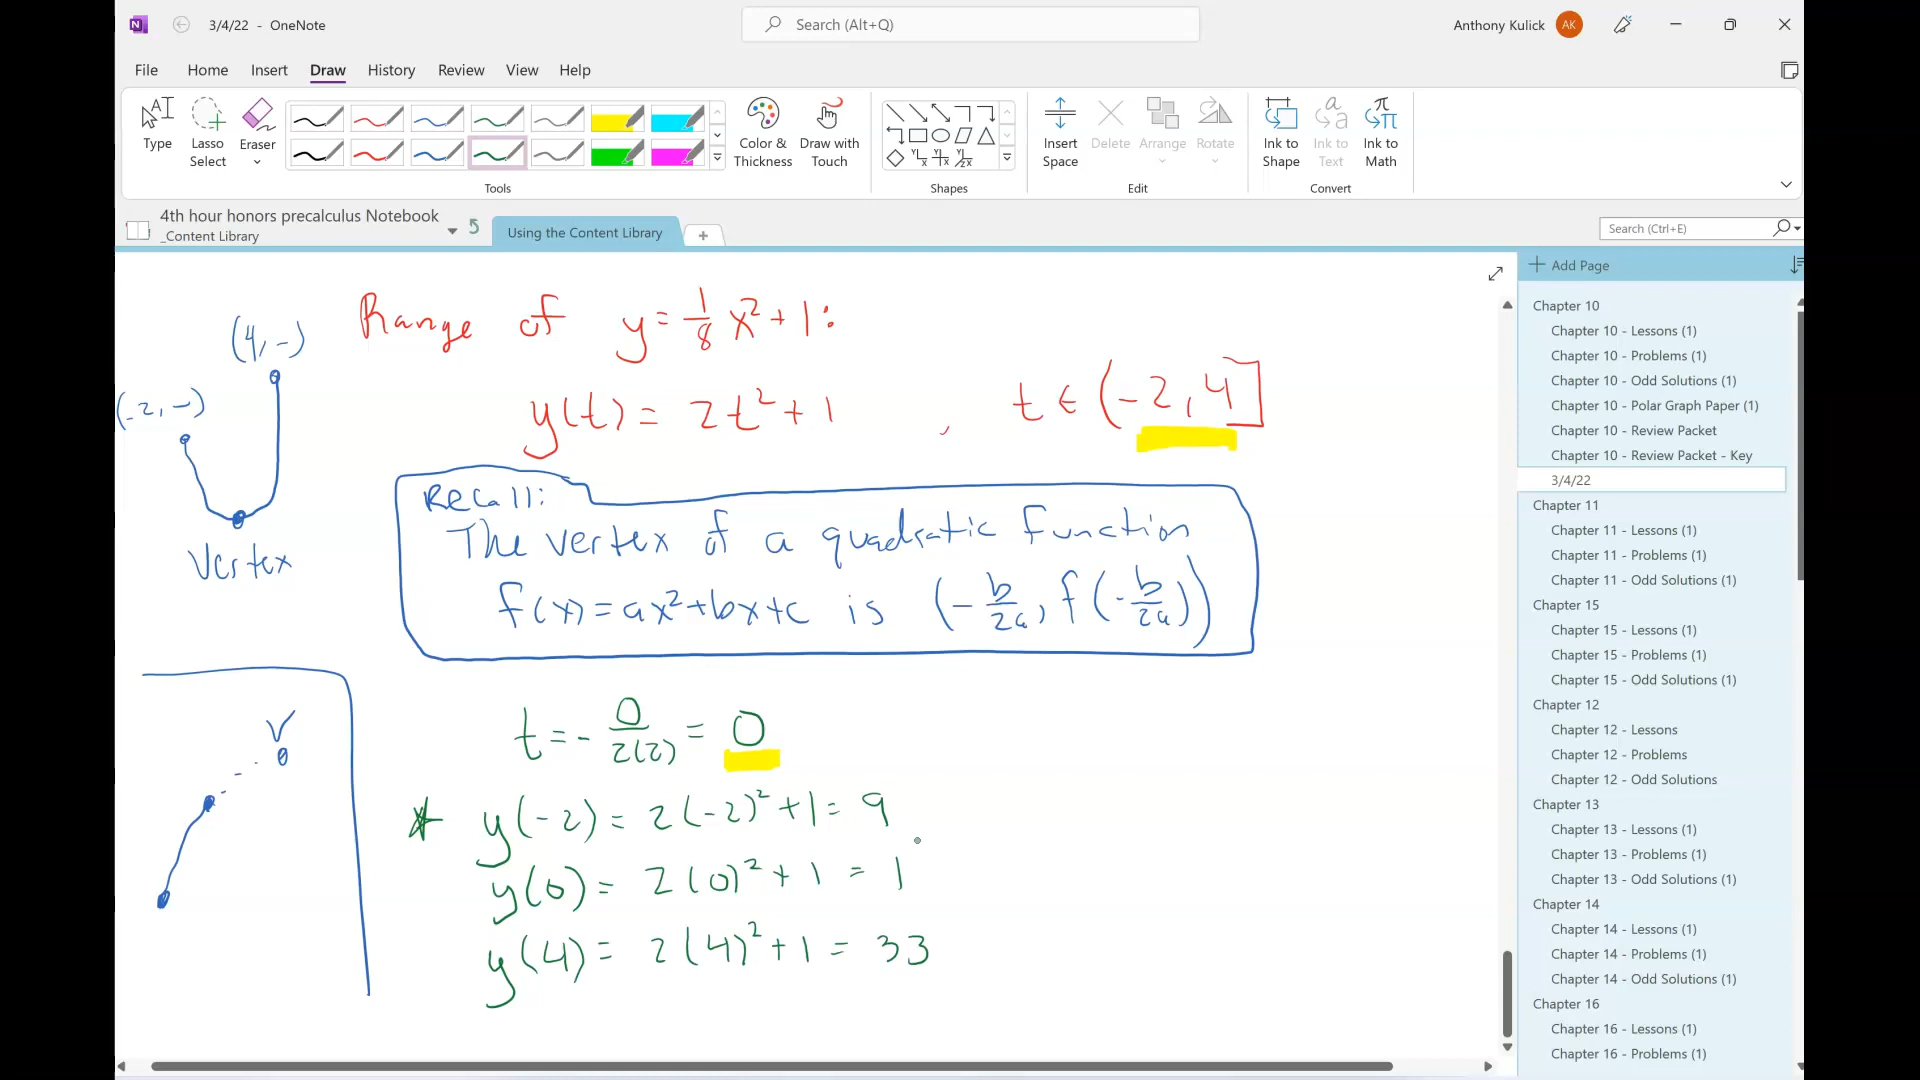 3/4/22 - OneNote
Search (Alt+Q)
Anthony Kulick
AK
File Home Insert Draw History Review View Help
Type
Lasso Select
Eraser
Color & Thickness
Draw with Touch
Insert Space
Delete
Arrange
Rotate
Ink to Shape
Ink to Text
Ink to Math
Tools
Shapes
Edit
Convert
4th hour honors precalculus Notebook
_Content Library
Using the Content Library
Search (Ctrl+E)
Range of y = 1/8 x² + 1:
(4, -)
(-2, -)
y(t) = 2t² + 1 , t ∈ (-2, 4]
Vertex
Recall:
The vertex of a quadratic function
f(x) = ax² + bx + c is (-b/2a, f(-b/2a))
V
t = - 0/2(2) = 0
* y(-2) = 2(-2)² + 1 = 9
y(0) = 2(0)² + 1 = 1
y(4) = 2(4)² + 1 = 33
Add Page
Chapter 10
Chapter 10 - Lessons (1)
Chapter 10 - Problems (1)
Chapter 10 - Odd Solutions (1)
Chapter 10 - Polar Graph Paper (1)
Chapter 10 - Review Packet
Chapter 10 - Review Packet - Key
3/4/22
Chapter 11
Chapter 11 - Lessons (1)
Chapter 11 - Problems (1)
Chapter 11 - Odd Solutions (1)
Chapter 15
Chapter 15 - Lessons (1)
Chapter 15 - Problems (1)
Chapter 15 - Odd Solutions (1)
Chapter 12
Chapter 12 - Lessons
Chapter 12 - Problems
Chapter 12 - Odd Solutions
Chapter 13
Chapter 13 - Lessons (1)
Chapter 13 - Problems (1)
Chapter 13 - Odd Solutions (1)
Chapter 14
Chapter 14 - Lessons (1)
Chapter 14 - Problems (1)
Chapter 14 - Odd Solutions (1)
Chapter 16
Chapter 16 - Lessons (1)
Chapter 16 - Problems (1)